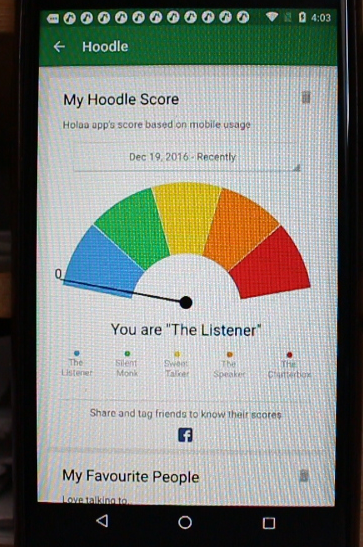 4:03
Hoodle
My Hoodle Score
Holaa app's score based on mobile usage
Dec 19, 2016 - Recently
0
You are "The Listener"
The Listener
Silent Monk
Sweet Talker
The Speaker
The Chatterbox
Share and tag friends to know their scores
f
My Favourite People
Love talking to..